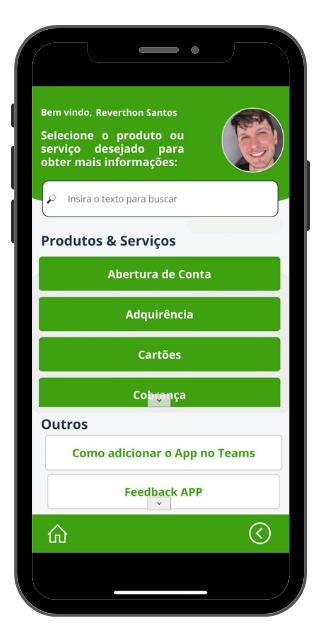 Bem vindo, Reverthon Santos
Selecione o produto ou
serviço desejado para
obter mais informações:
Insira o texto para buscar
Produtos & Serviços
Abertura de Conta
Adquirência
Cartões
Cobrança
Outros
Como adicionar o App no Teams
Feedback APP